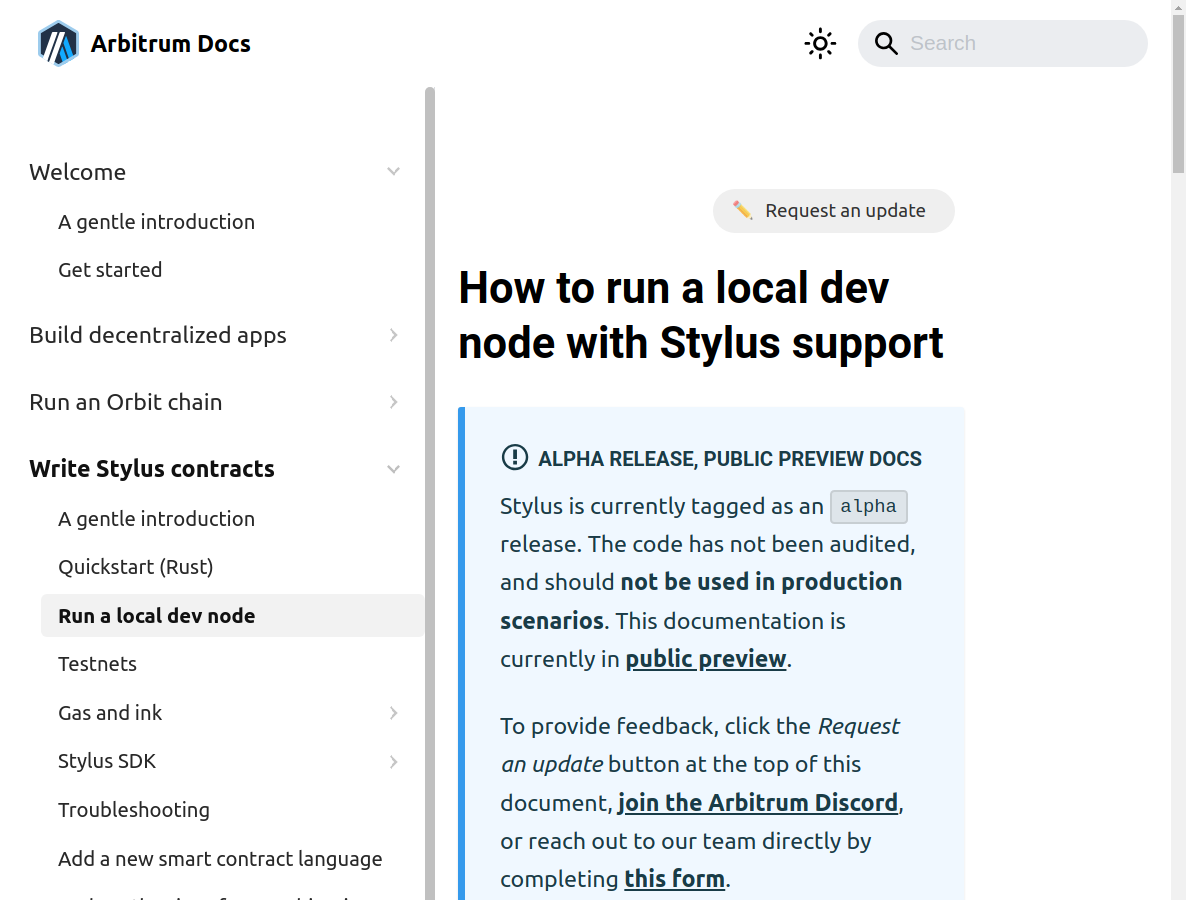 Arbitrum Docs
Search
Welcome
A gentle introduction
Get started
Build decentralized apps
Run an Orbit chain
Write Stylus contracts
A gentle introduction
Quickstart (Rust)
Run a local dev node
Testnets
Gas and ink
Stylus SDK
Troubleshooting
Add a new smart contract language
Request an update
How to run a local dev
node with Stylus support
ALPHA RELEASE, PUBLIC PREVIEW DOCS
Stylus is currently tagged as an alpha
release. The code has not been audited,
and should not be used in production
scenarios. This documentation is
currently in public preview.
To provide feedback, click the Request
an update button at the top of this
document, join the Arbitrum Discord,
or reach out to our team directly by
completing this form.